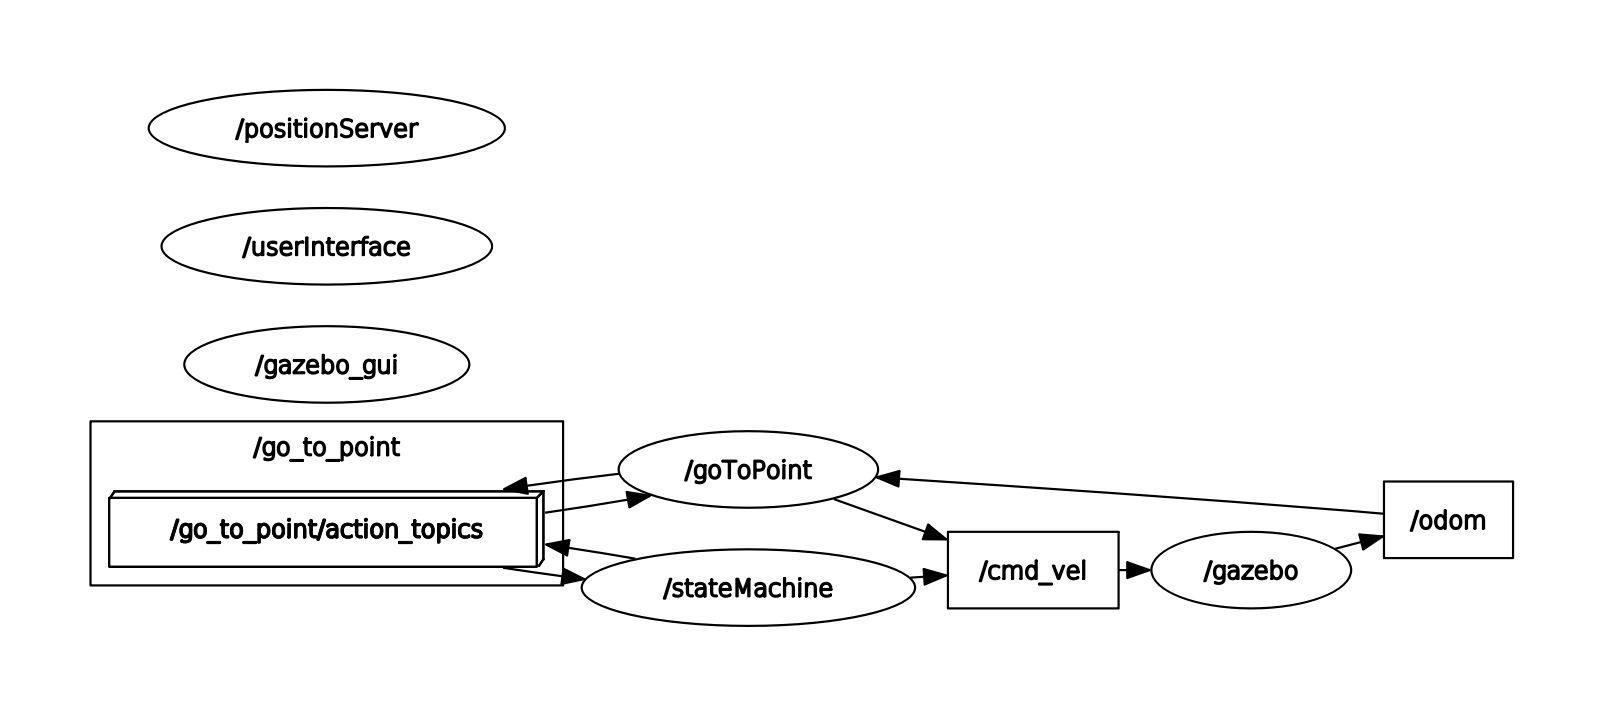 /positionServer
/userInterface
/gazebo_gui
/go_to_point
/go_to_point/action_topics
/goToPoint
/stateMachine
/cmd_vel
/gazebo
/odom